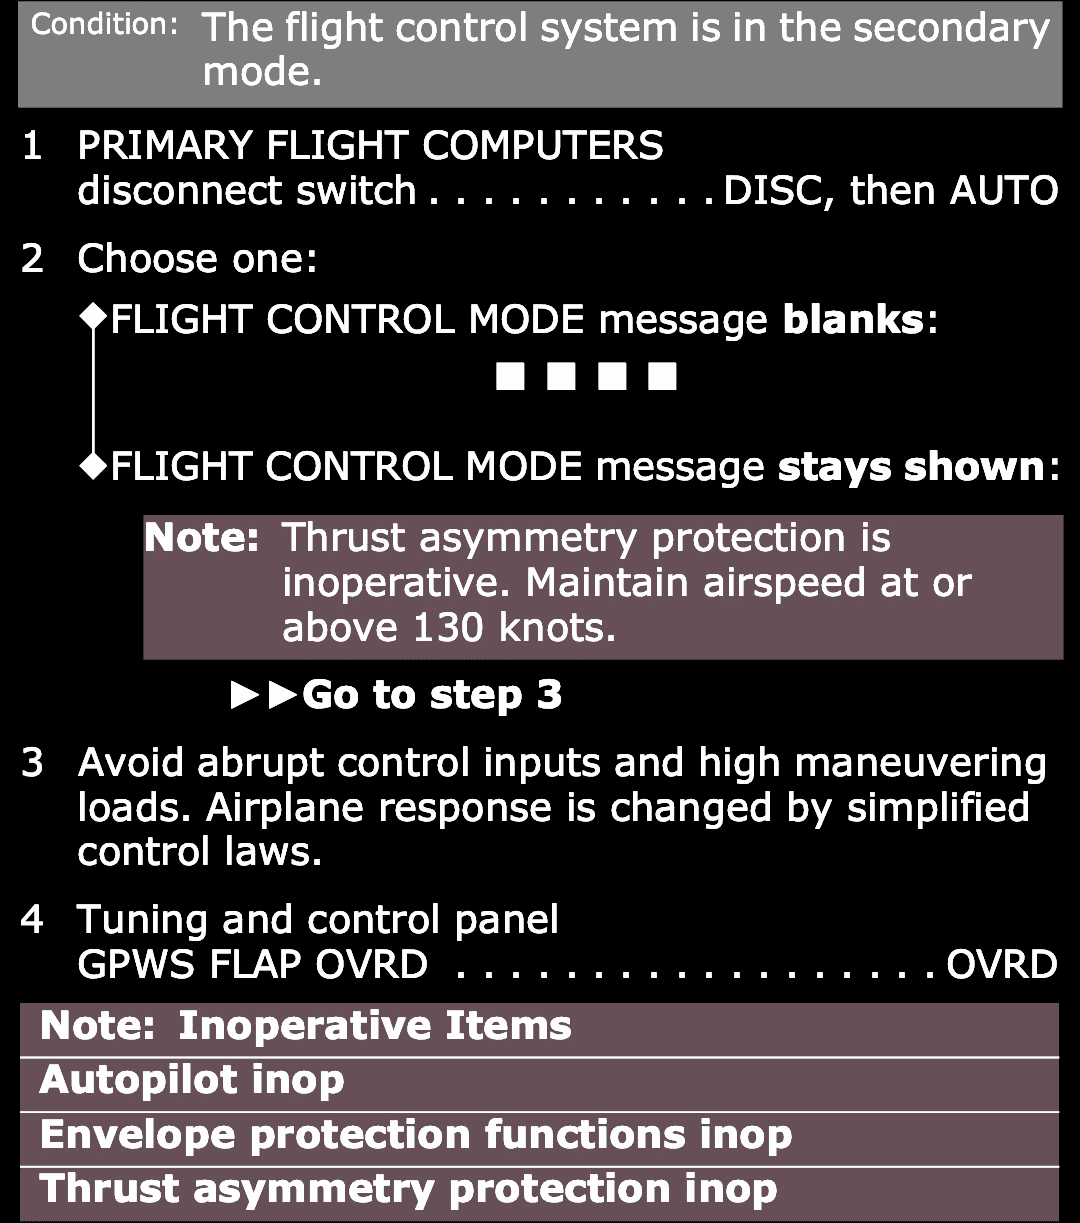 Condition: The flight control system is in the secondary
mode.
1 PRIMARY FLIGHT COMPUTERS
disconnect switch . . . . . . . . . . . DISC, then AUTO
2 Choose one:
◆FLIGHT CONTROL MODE message blanks:
■ ■ ■ ■
◆FLIGHT CONTROL MODE message stays shown:
Note: Thrust asymmetry protection is
inoperative. Maintain airspeed at or
above 130 knots.
▶▶Go to step 3
3 Avoid abrupt control inputs and high maneuvering
loads. Airplane response is changed by simplified
control laws.
4 Tuning and control panel
GPWS FLAP OVRD . . . . . . . . . . . . . . . . . . OVRD
Note: Inoperative Items
Autopilot inop
Envelope protection functions inop
Thrust asymmetry protection inop